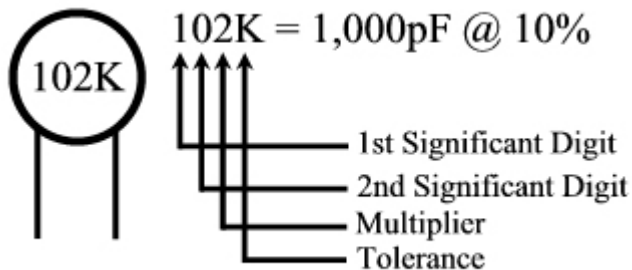 102K = 1,000pF @ 10%
102K
1st Significant Digit
2nd Significant Digit
Multiplier
Tolerance